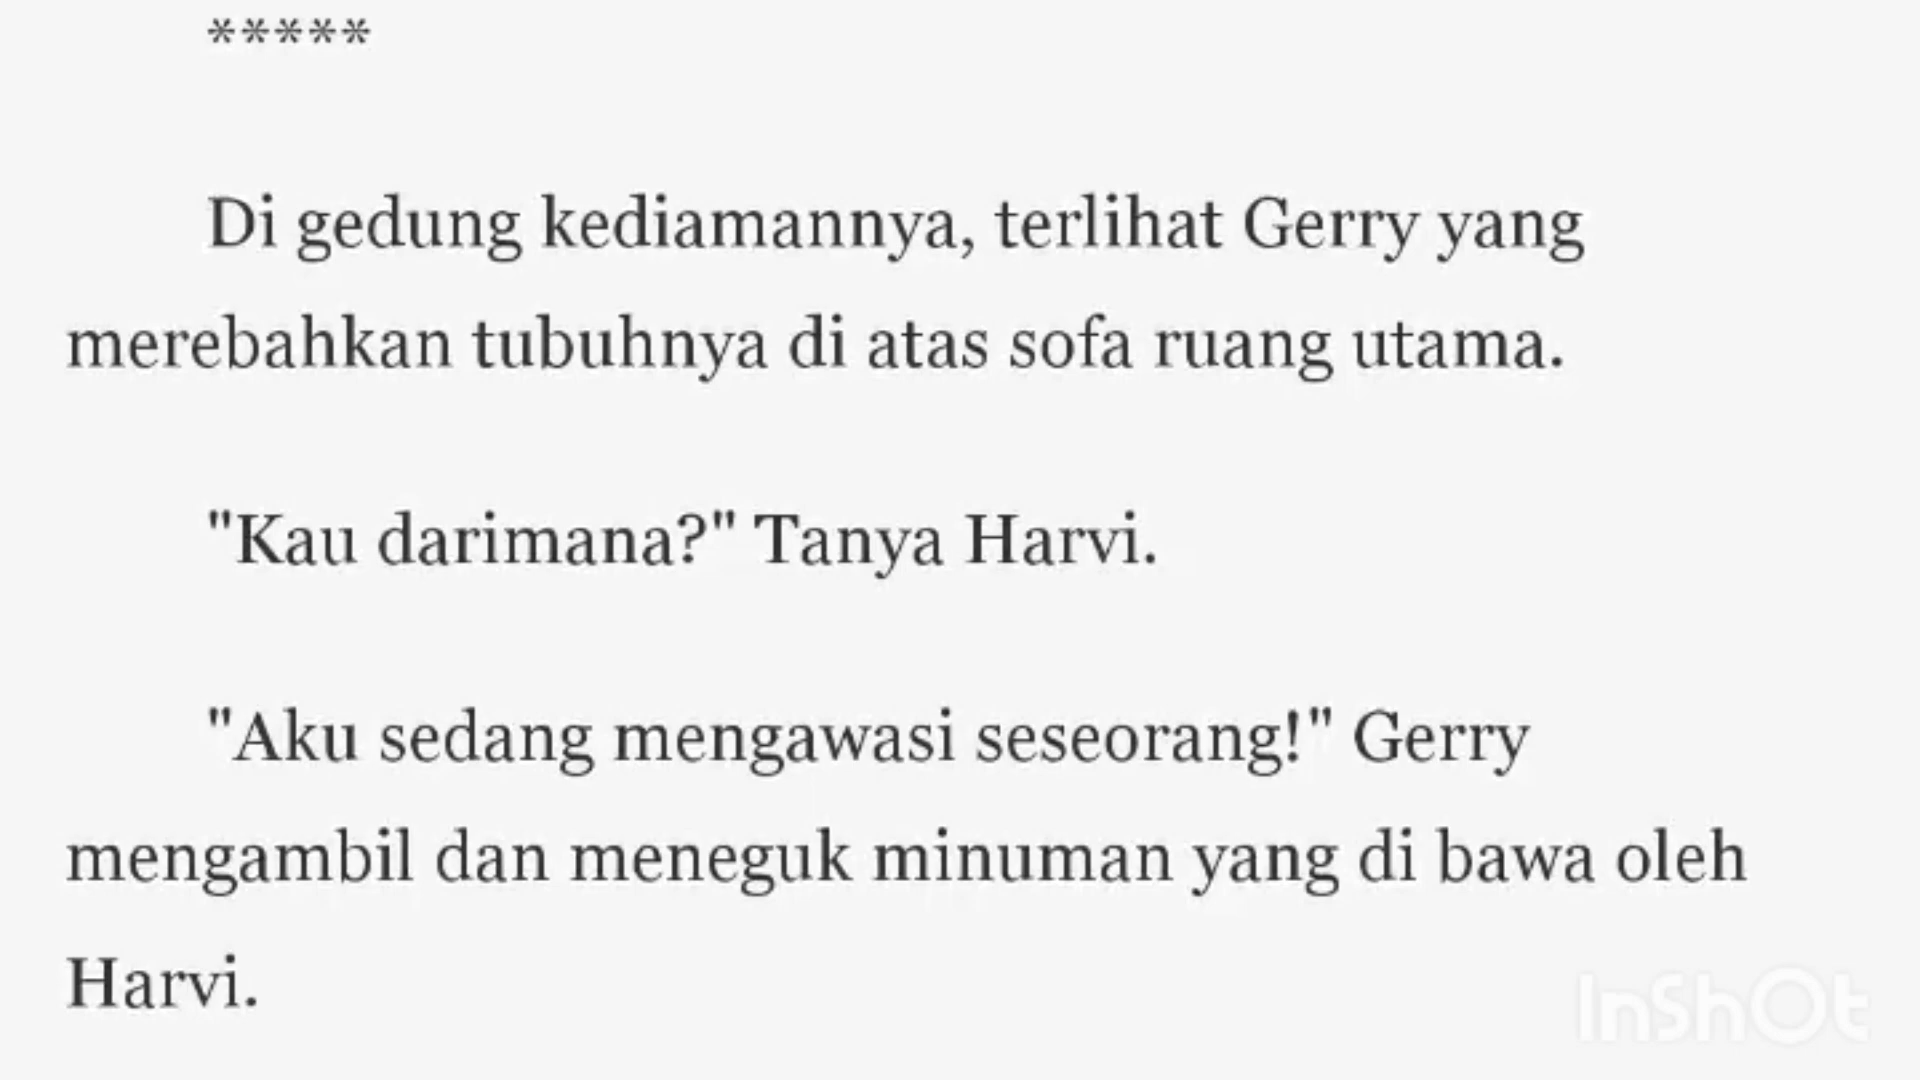 *****
Di gedung kediamannya, terlihat Gerry yang
merebahkan tubuhnya di atas sofa ruang utama.
"Kau darimana?" Tanya Harvi.
"Aku sedang mengawasi seseorang!" Gerry
mengambil dan meneguk minuman yang di bawa oleh
Harvi.
InShOt